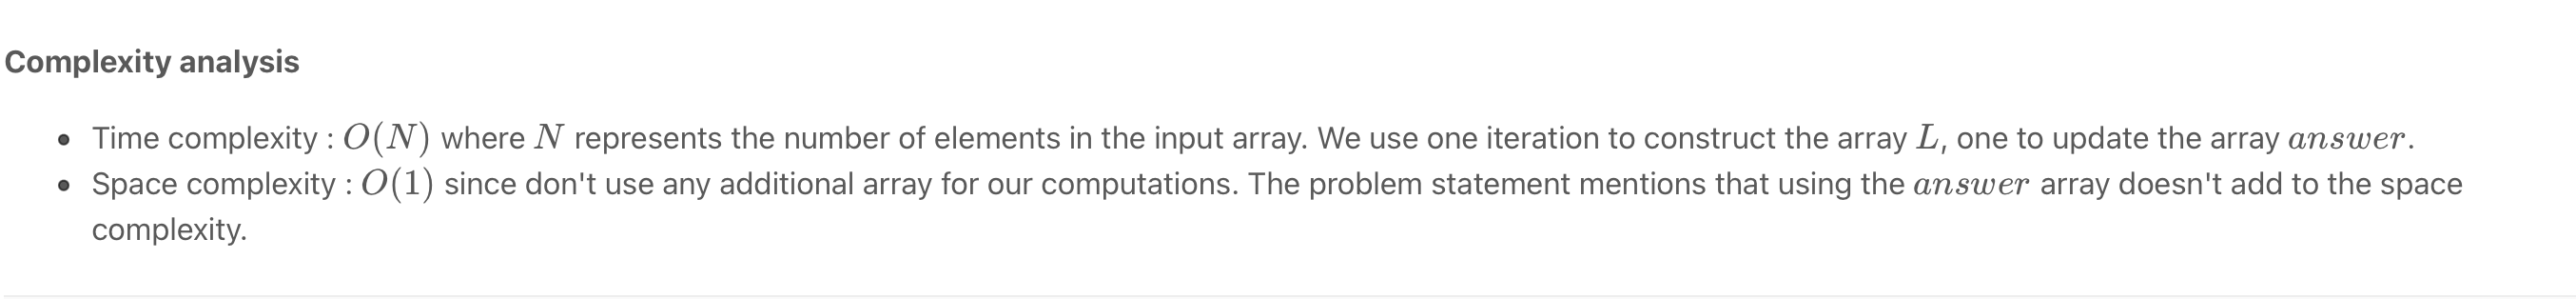 Complexity analysis
• Time complexity : O(N) where N represents the number of elements in the input array. We use one iteration to construct the array L, one to update the array answer.
• Space complexity : O(1) since don't use any additional array for our computations. The problem statement mentions that using the answer array doesn't add to the space
complexity.